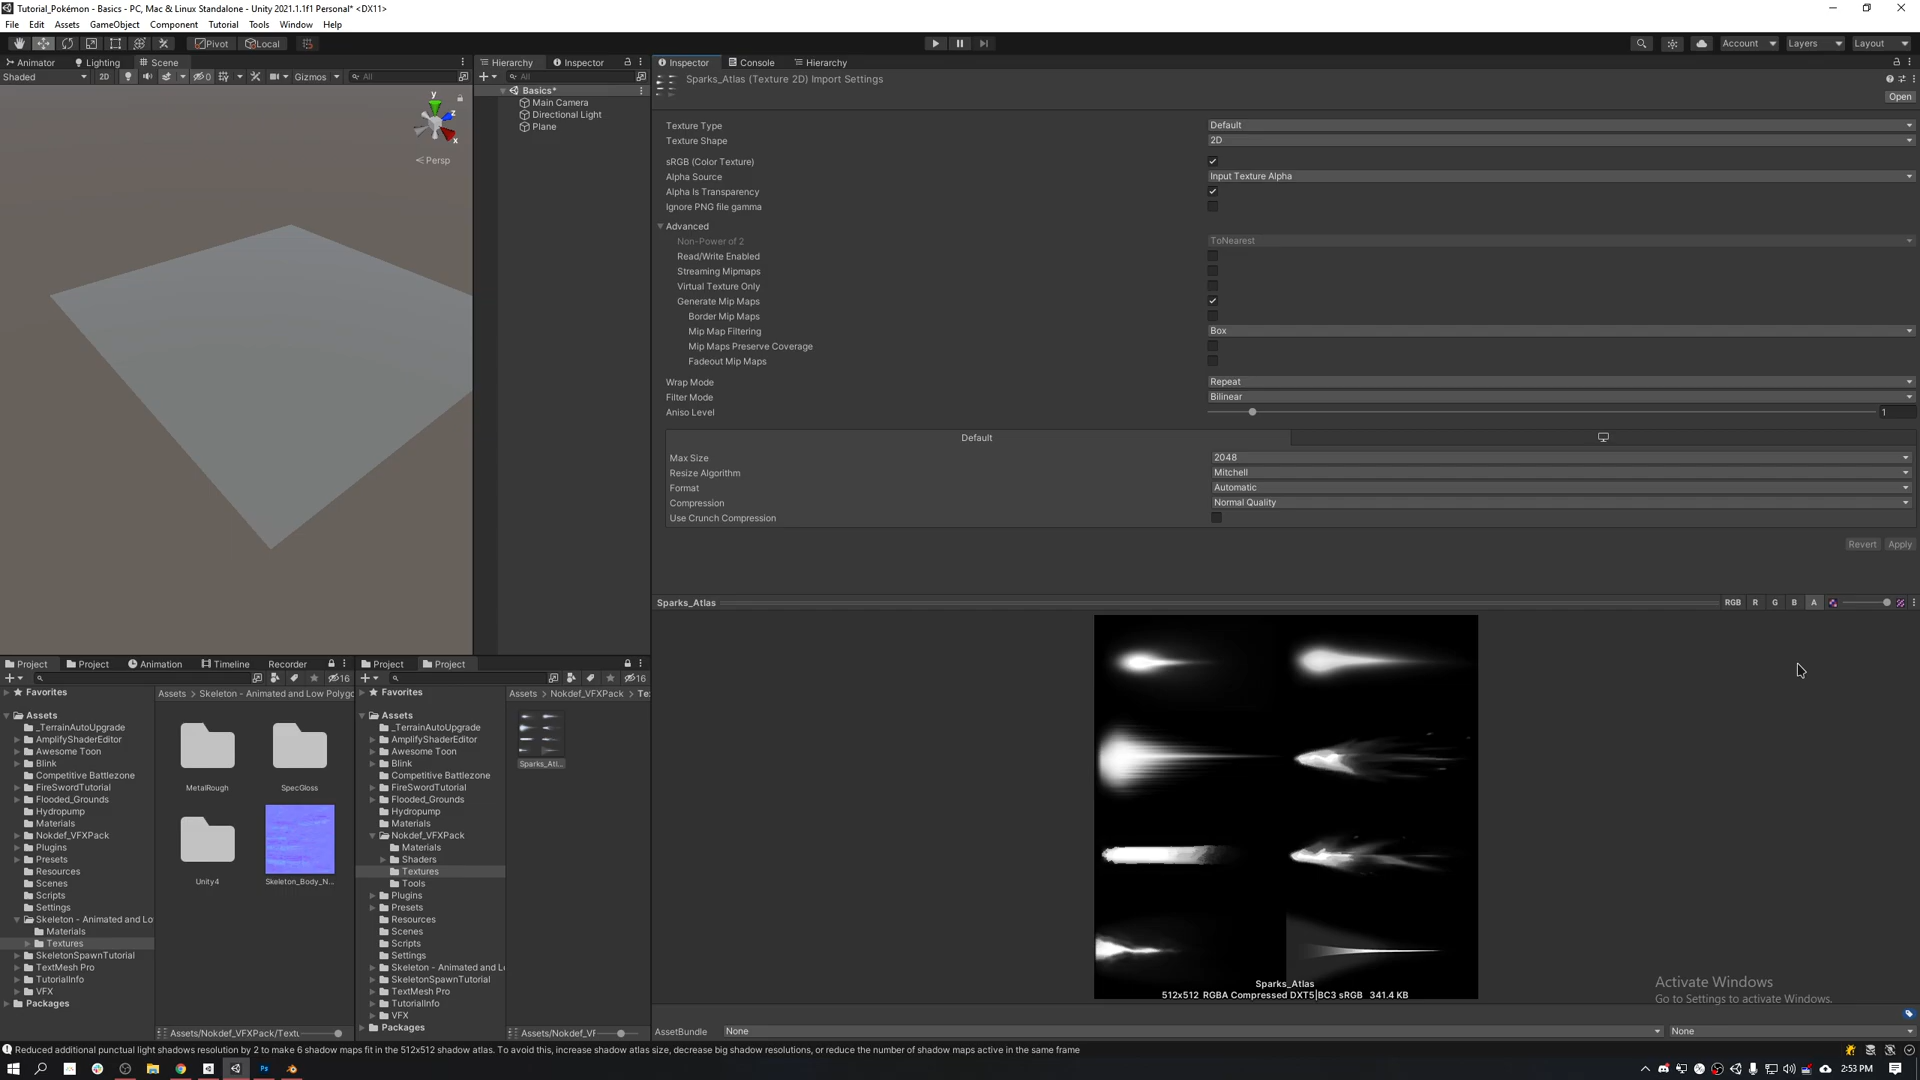 Tutorial_Pokémon - Basics - PC, Mac & Linux Standalone - Unity 2021.1.1f1 Personal* <DX11>
File Edit Assets GameObject Component Tutorial Tools Window Help
Pivot Local Account Layers Layout
Animator Lighting Scene Hierarchy Inspector Inspector Console Hierarchy
Shaded 2D 0 Gizmos All All
Sparks_Atlas (Texture 2D) Import Settings
Open
Basics*
Main Camera
Directional Light
Plane
y
z
x
Persp
Texture Type Default
Texture Shape 2D
sRGB (Color Texture)
Alpha Source Input Texture Alpha
Alpha Is Transparency
Ignore PNG file gamma
Advanced
Non-Power of 2 ToNearest
Read/Write Enabled
Streaming Mipmaps
Virtual Texture Only
Generate Mip Maps
Border Mip Maps
Mip Map Filtering Box
Mip Maps Preserve Coverage
Fadeout Mip Maps
Wrap Mode Repeat
Filter Mode Bilinear
Aniso Level 1
Default
Max Size 2048
Resize Algorithm Mitchell
Format Automatic
Compression Normal Quality
Use Crunch Compression
Revert Apply
Sparks_Atlas RGB R G B A
Sparks_Atlas
512x512 RGBA Compressed DXT5|BC3 sRGB 341.4 KB
Activate Windows
Go to Settings to activate Windows.
AssetBundle None None
Project Project Animation Timeline Recorder
16
Favorites
Assets
_TerrainAutoUpgrade
AmplifyShaderEditor
Awesome Toon
Blink
Competitive Battlezone
FireSwordTutorial
Flooded_Grounds
Hydropump
Materials
Nokdef_VFXPack
Plugins
Presets
Resources
Scenes
Scripts
Settings
Skeleton - Animated and Lo
Materials
Textures
SkeletonSpawnTutorial
TextMesh Pro
TutorialInfo
VFX
Packages
Assets > Skeleton - Animated and Low Polygo
MetalRough
SpecGloss
Unity4
Skeleton_Body_N...
Assets/Nokdef_VFXPack/Textu
Project Project
16
Favorites
Assets
_TerrainAutoUpgrade
AmplifyShaderEditor
Awesome Toon
Blink
Competitive Battlezone
FireSwordTutorial
Flooded_Grounds
Hydropump
Materials
Nokdef_VFXPack
Materials
Shaders
Textures
Tools
Plugins
Presets
Resources
Scenes
Scripts
Settings
Skeleton - Animated and Lo
SkeletonSpawnTutorial
TextMesh Pro
TutorialInfo
VFX
Packages
Assets > Nokdef_VFXPack > Te
Sparks_Atl...
Assets/Nokdef_VF
Reduced additional punctual light shadows resolution by 2 to make 6 shadow maps fit in the 512x512 shadow atlas. To avoid this, increase shadow atlas size, decrease big shadow resolutions, or reduce the number of shadow maps active in the same frame
Ps
2:53 PM